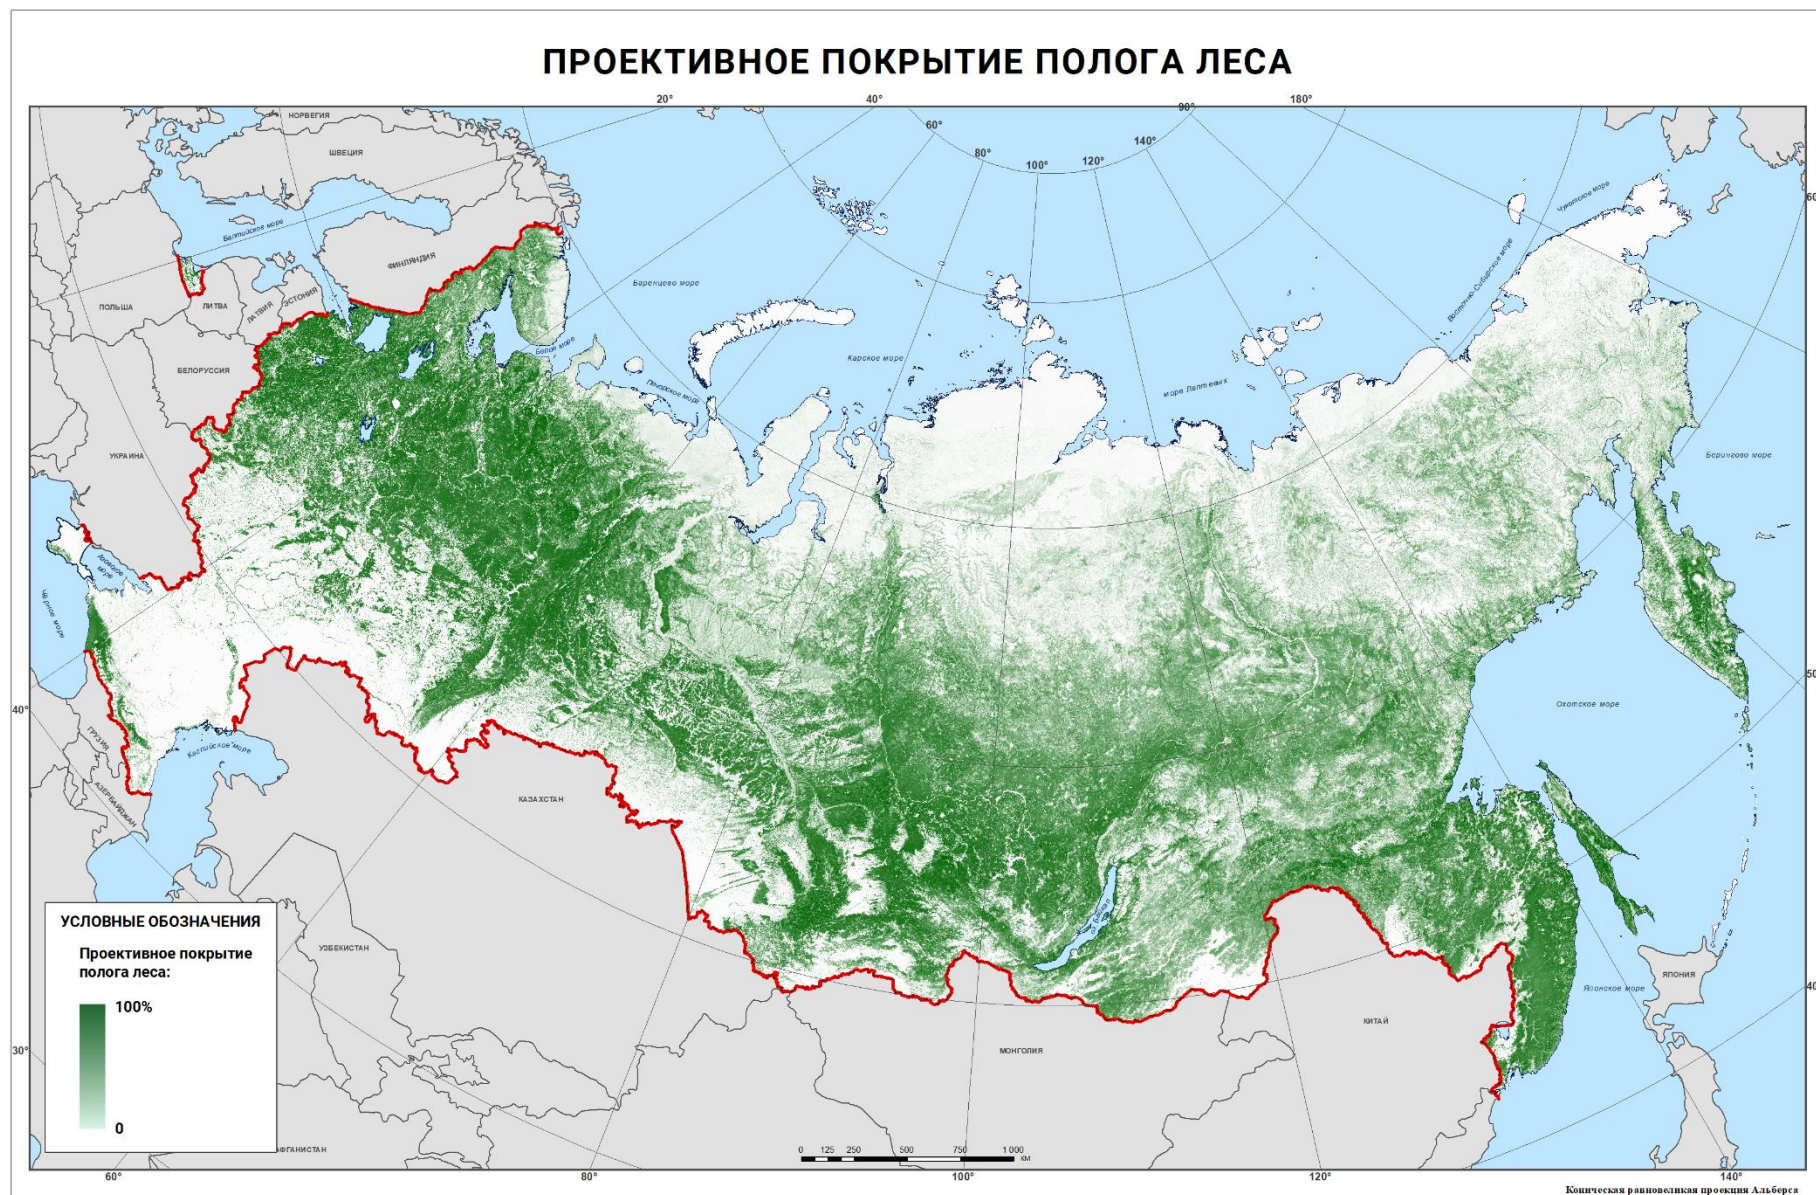 ПРОЕКТИВНОЕ ПОКРЫТИЕ ПОЛОГА ЛЕСА
20°
40°
60°
80°
100°
120°
140°
90°
180°
60
50
40
НОРВЕГИЯ
ШВЕЦИЯ
ФИНЛЯНДИЯ
Балтийское море
ПОЛЬША
ЛИТВА
ЛАТВИЯ
ЭСТОНИЯ
БЕЛОРУССИЯ
УКРАИНА
Азовское море
Чёрное море
Белое море
Баренцево море
Печорское море
Карское море
море Лаптевых
Восточно-Сибирское море
Чукотское море
Берингово море
Охотское море
Японское море
ЯПОНИЯ
КИТАЙ
МОНГОЛИЯ
оз. Байкал
КАЗАХСТАН
УЗБЕКИСТАН
АФГАНИСТАН
Каспийское море
ГРУЗИЯ
АЗЕРБАЙДЖАН
40°
30°
УСЛОВНЫЕ ОБОЗНАЧЕНИЯ
Проективное покрытие
полога леса:
100%
0
0 125 250 500 750 1 000
КМ
60°
80°
100°
120°
140°
Коническая равновеликая проекция Альберса